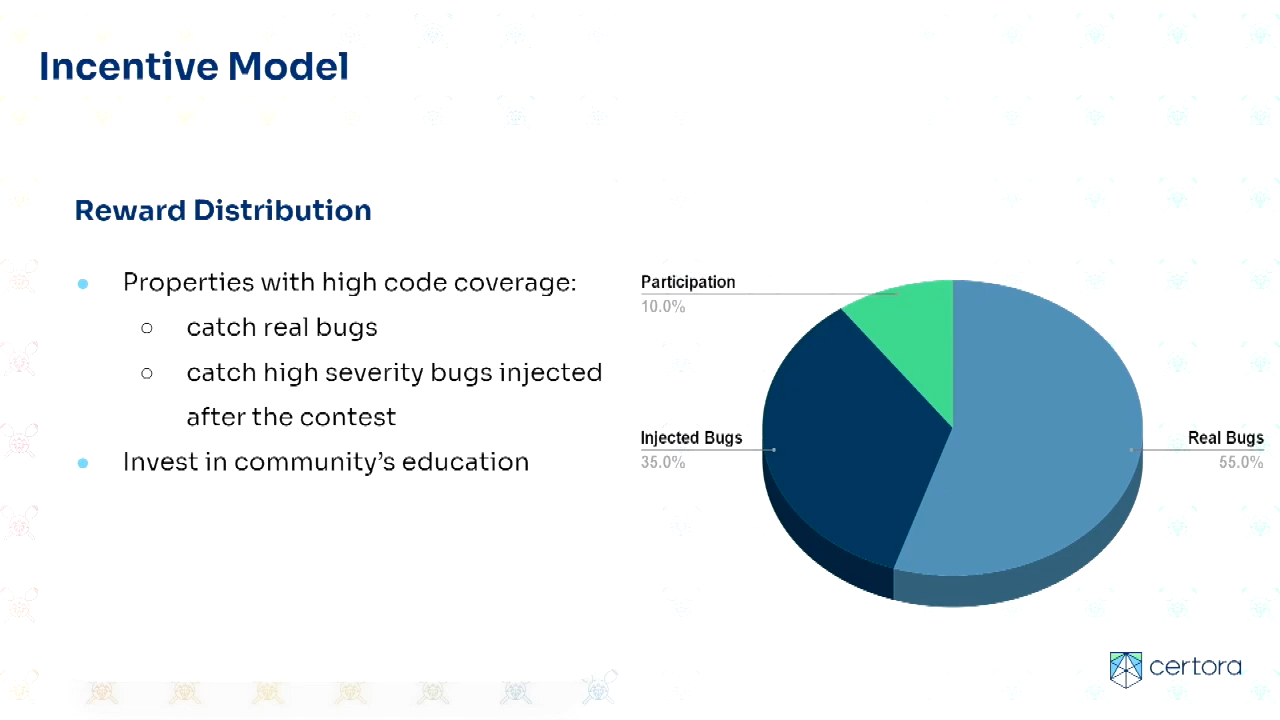 Incentive Model
Reward Distribution
Properties with high code coverage:
catch real bugs
catch high severity bugs injected
after the contest
Invest in community's education
Participation
10.0%
Injected Bugs
35.0%
Real Bugs
55.0%
certora